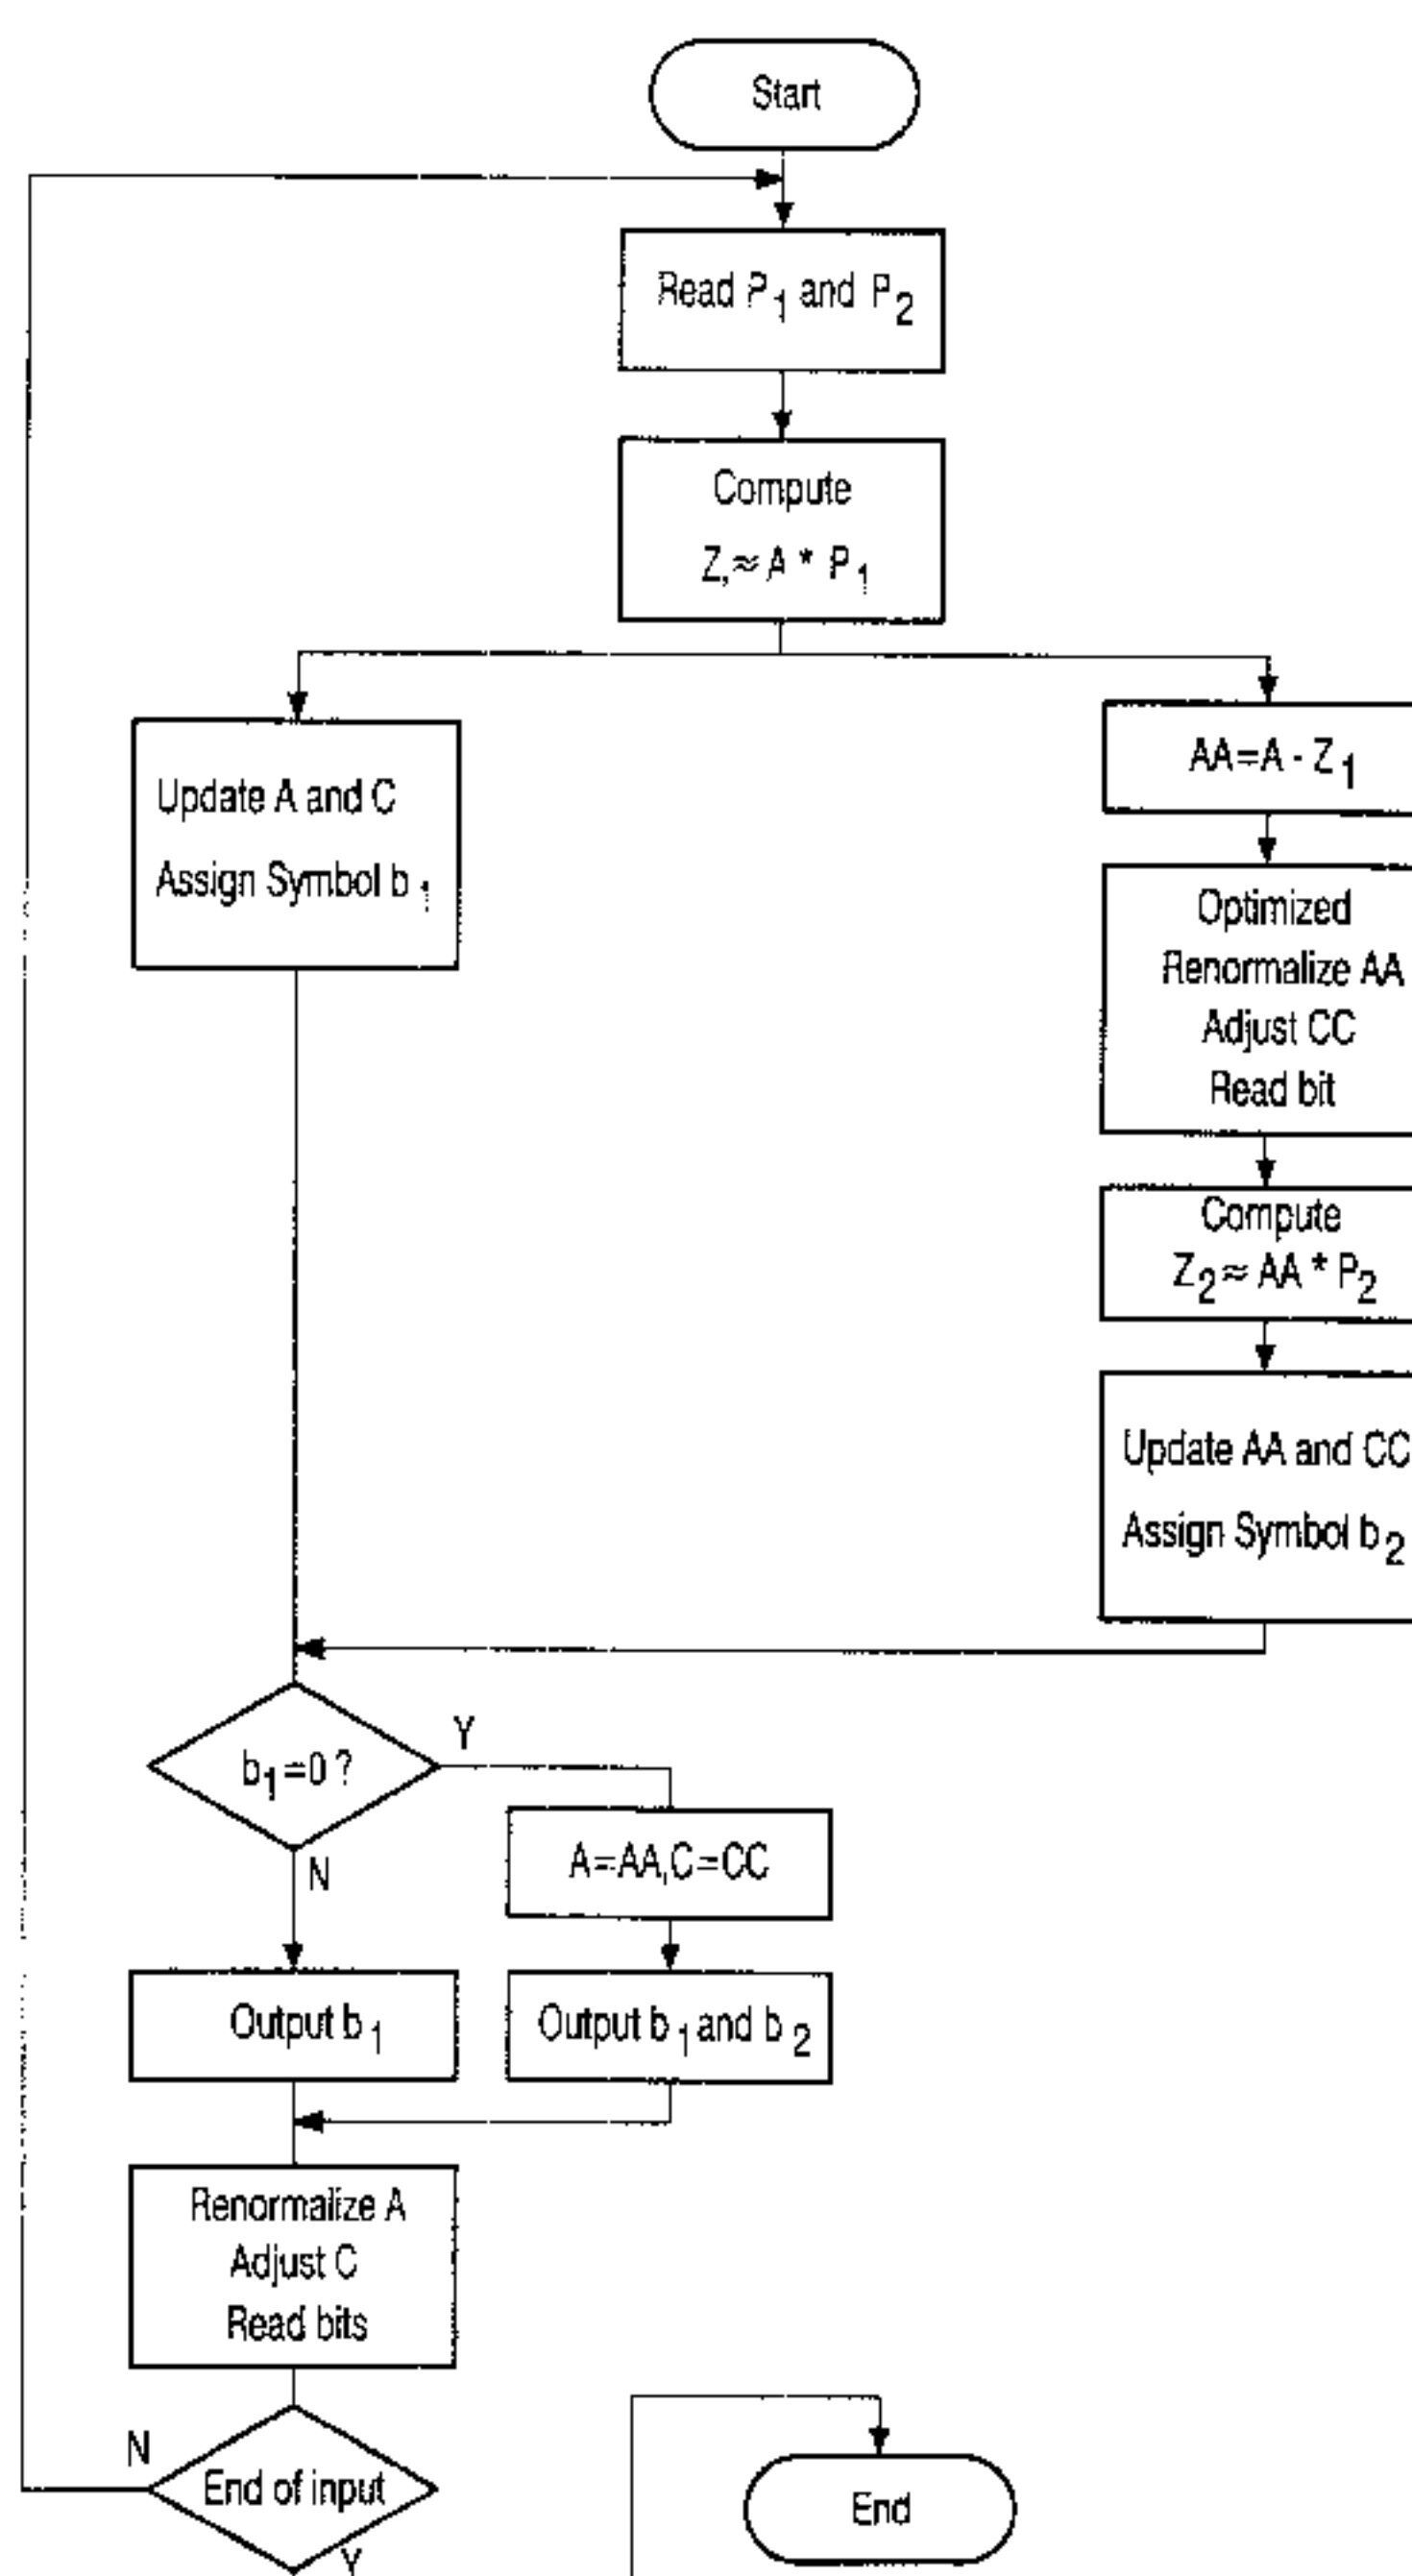 Start
Read P1 and P2
Compute
Z, ≈ A * P1
Update A and C
Assign Symbol b1
AA=A - Z1
Optimized
Renormalize AA
Adjust CC
Read bit
Compute
Z2 ≈ AA * P2
Update AA and CC
Assign Symbol b2
b1=0 ?
Y
N
A=AA,C=CC
Output b1
Output b1 and b2
Renormalize A
Adjust C
Read bits
N
End of input
Y
End